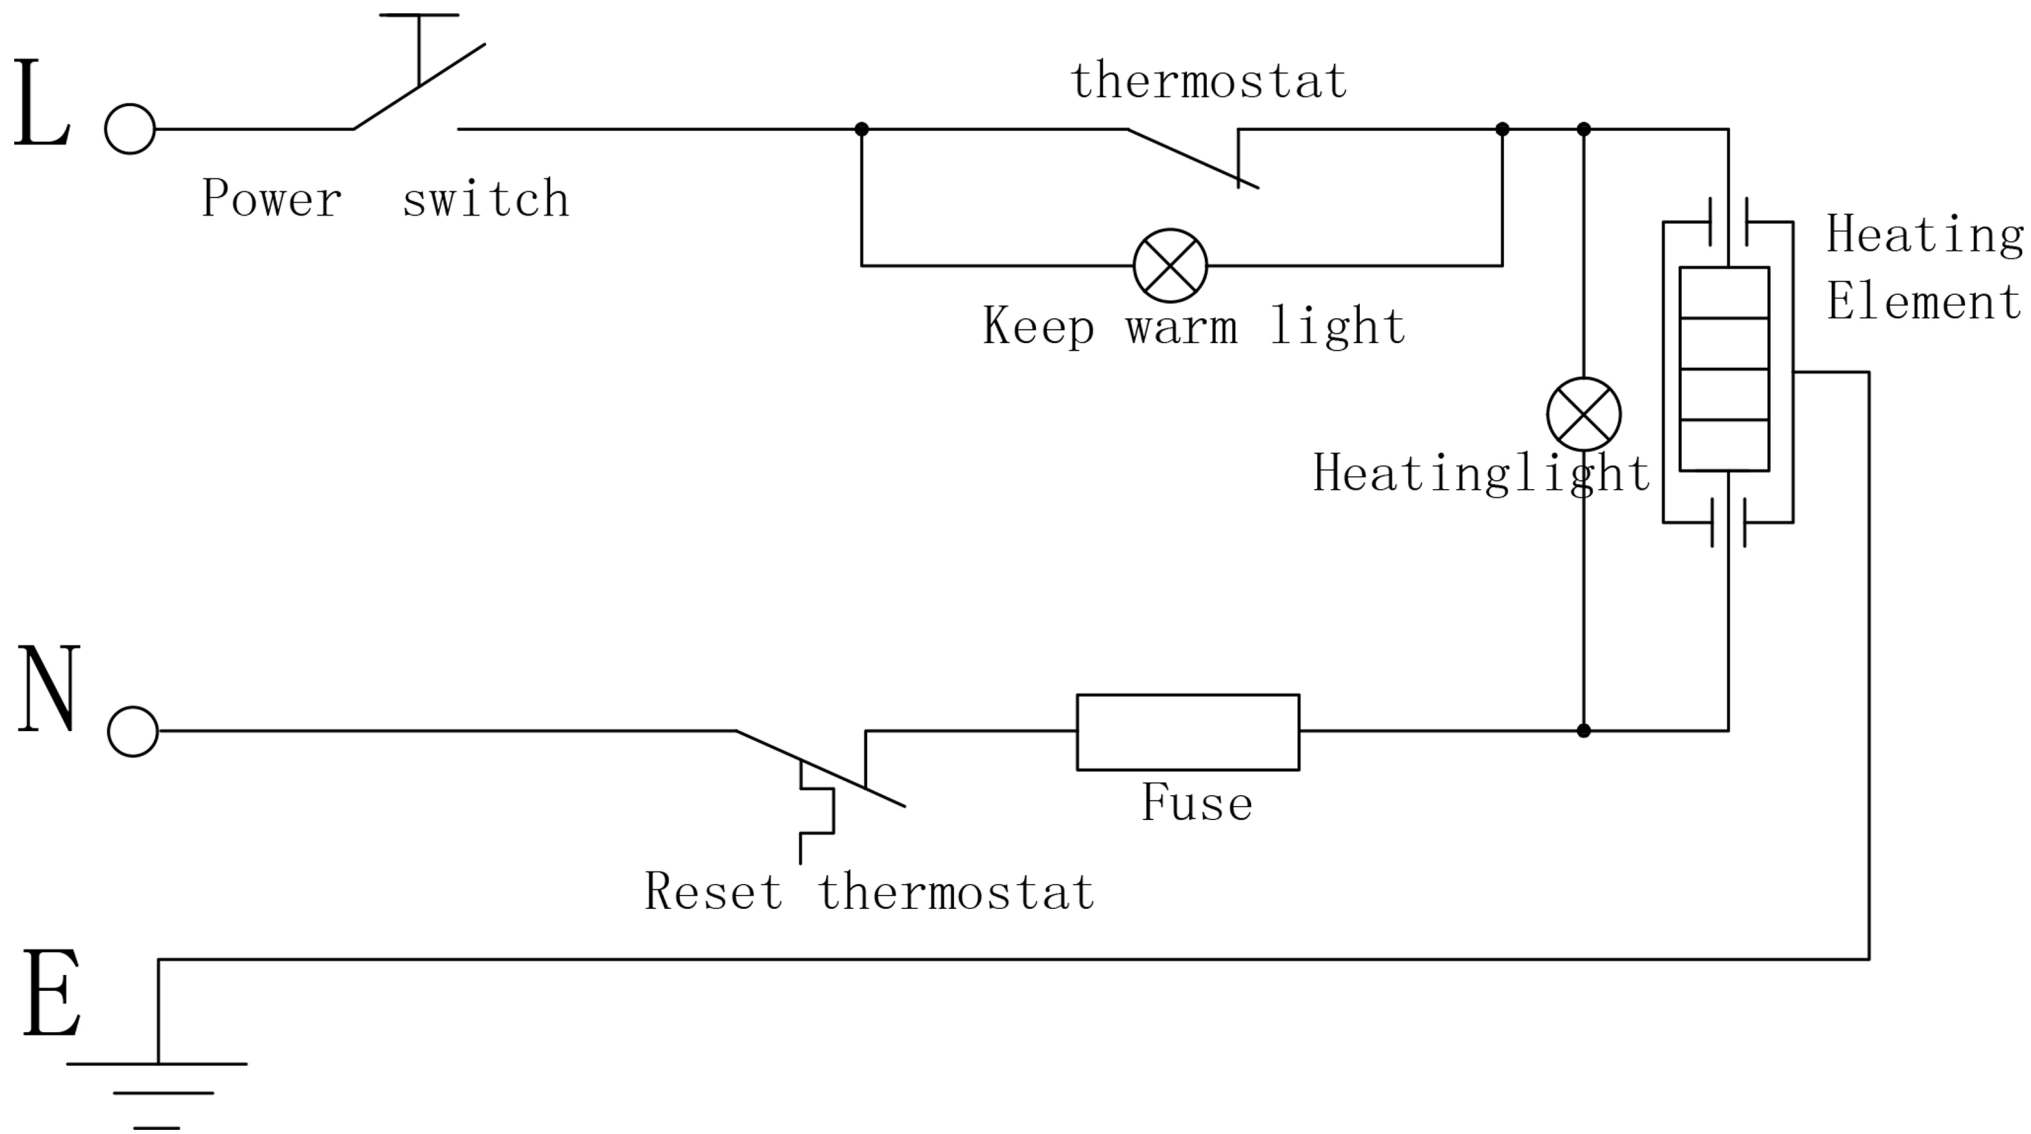 L
thermostat
Power switch
Heating
Element
Keep warm light
Heatinglight
N
Fuse
Reset thermostat
E